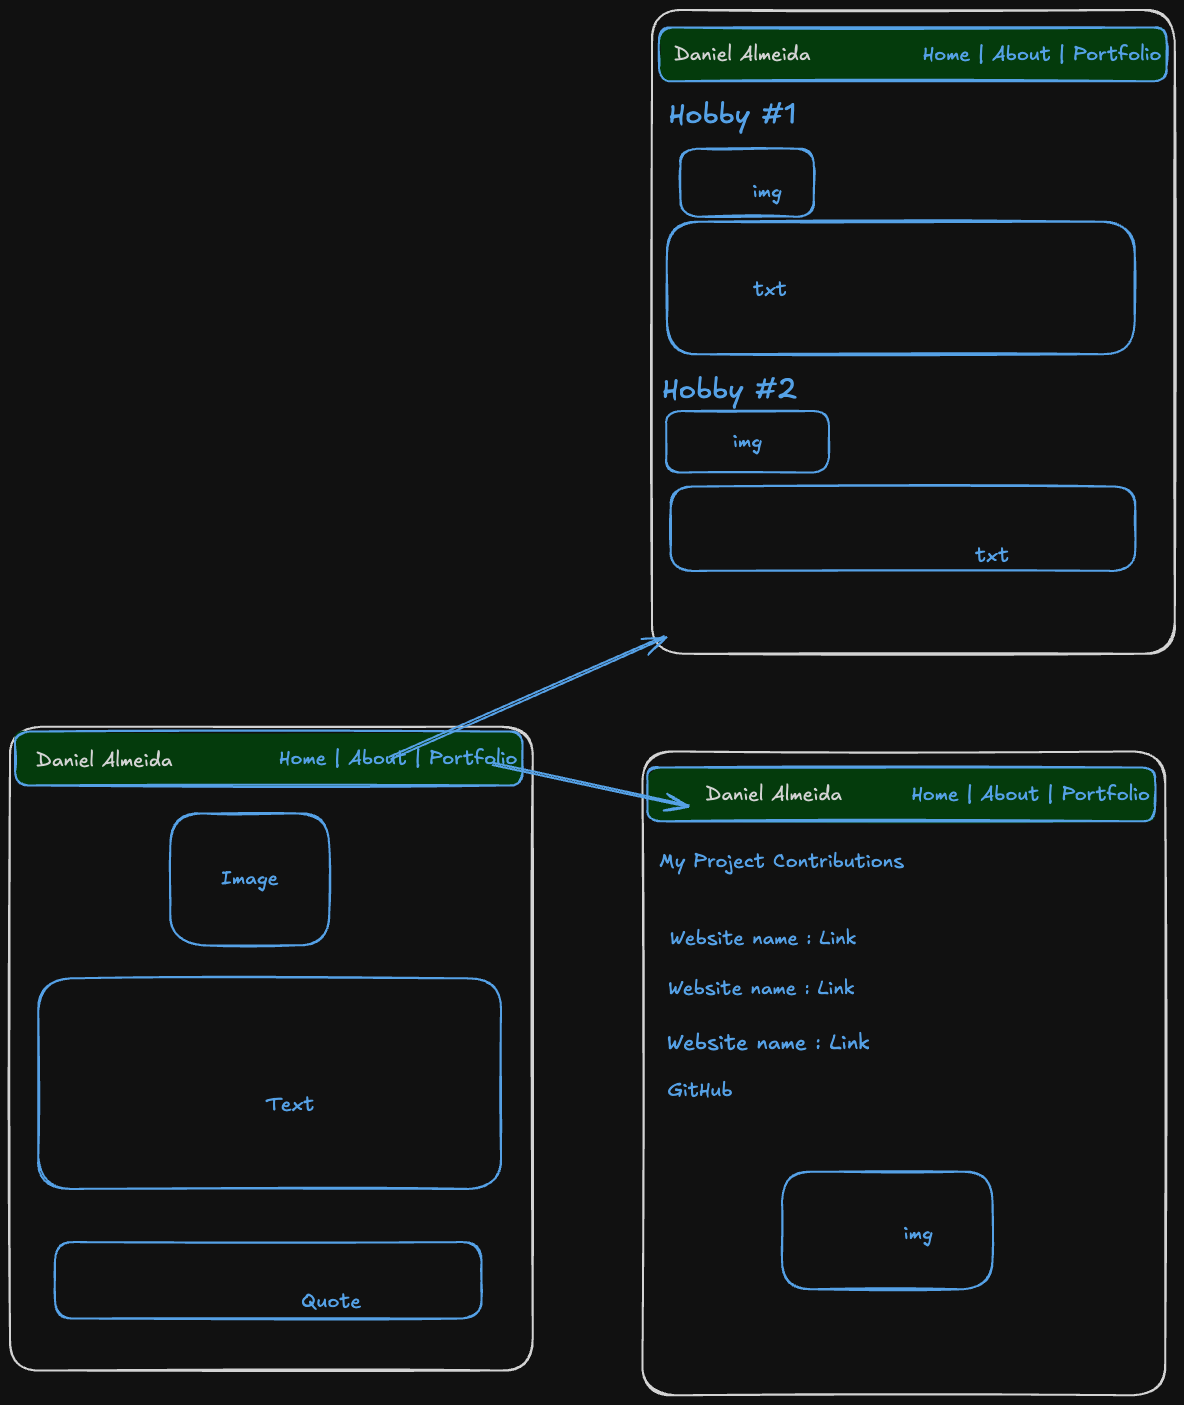 Daniel Almeida Home | About | Portfolio
Hobby #1
img
txt
Hobby #2
img
txt
Daniel Almeida Home | About | Portfolio
Image
Text
Quote
Daniel Almeida Home | About | Portfolio
My Project Contributions
Website name : Link
Website name : Link
Website name : Link
GitHub
img